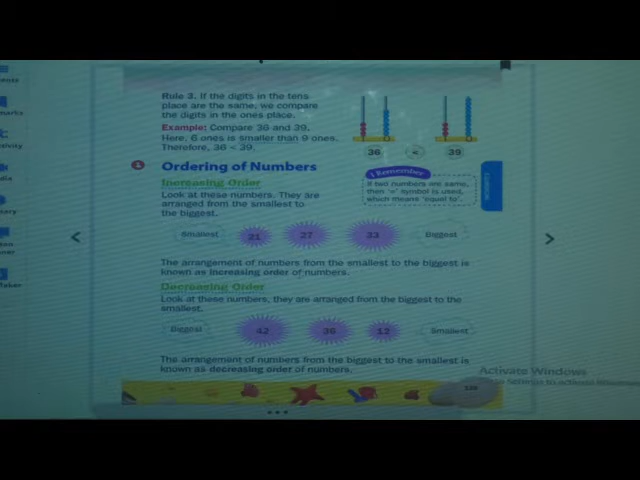 Rule 3. If the digits in the tens
place are the same, we compare
the digits in the ones place.
Example: Compare 36 and 39.
Here, 6 ones is smaller than 9 ones.
Therefore, 36 < 39.
36 < 39
1 Ordering of Numbers
I Remember
If two numbers are same,
then '=' symbol is used,
which means 'equal to'.
Increasing Order
Look at these numbers. They are
arranged from the smallest to
the biggest.
Smallest 21 27 33 Biggest
The arrangement of numbers from the smallest to the biggest is
known as increasing order of numbers.
Decreasing Order
Look at these numbers, they are arranged from the biggest to the
smallest.
Biggest 42 36 12 Smallest
The arrangement of numbers from the biggest to the smallest is
known as decreasing order of numbers.
Activate Windows